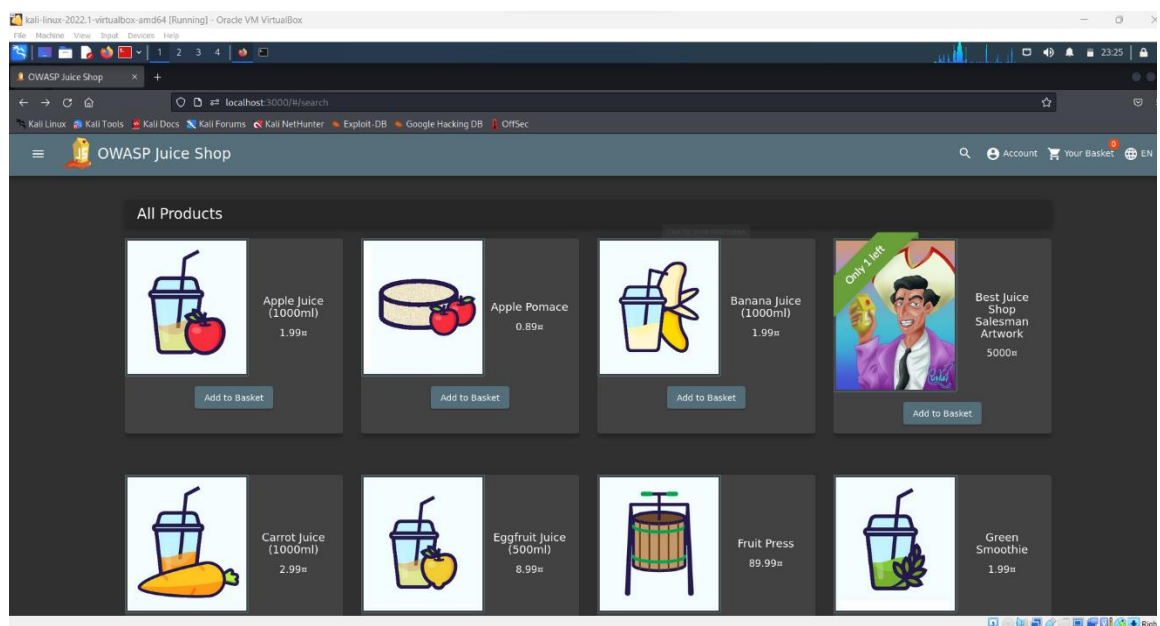 kali-linux-2022.1-virtualbox-amd64 [Running] - Oracle VM VirtualBox
File Machine View Input Devices Help
1 2 3 4
23:25
OWASP Juice Shop
localhost:3000/#/search
Kali Linux Kali Tools Kali Docs Kali Forums Kali NetHunter Exploit-DB Google Hacking DB OffSec
OWASP Juice Shop
Account Your Basket 0 EN
All Products
Only 1 left
Apple Juice
(1000ml)
1.99¤
Add to Basket
Apple Pomace
0.89¤
Add to Basket
Banana Juice
(1000ml)
1.99¤
Add to Basket
Best Juice
Shop
Salesman
Artwork
5000¤
Add to Basket
Carrot Juice
(1000ml)
2.99¤
Eggfruit Juice
(500ml)
8.99¤
Fruit Press
89.99¤
Green
Smoothie
1.99¤
Righ